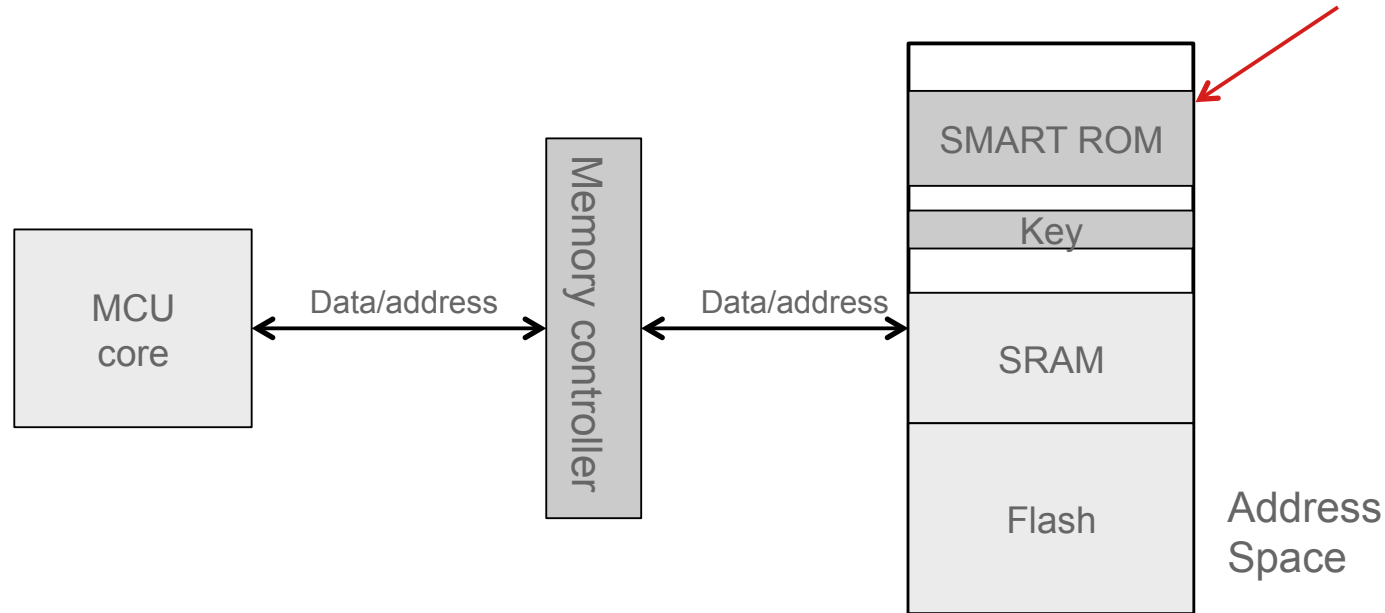 MCU
core
Data/address
Memory controller
Data/address
SMART ROM
Key
SRAM
Flash
Address
Space